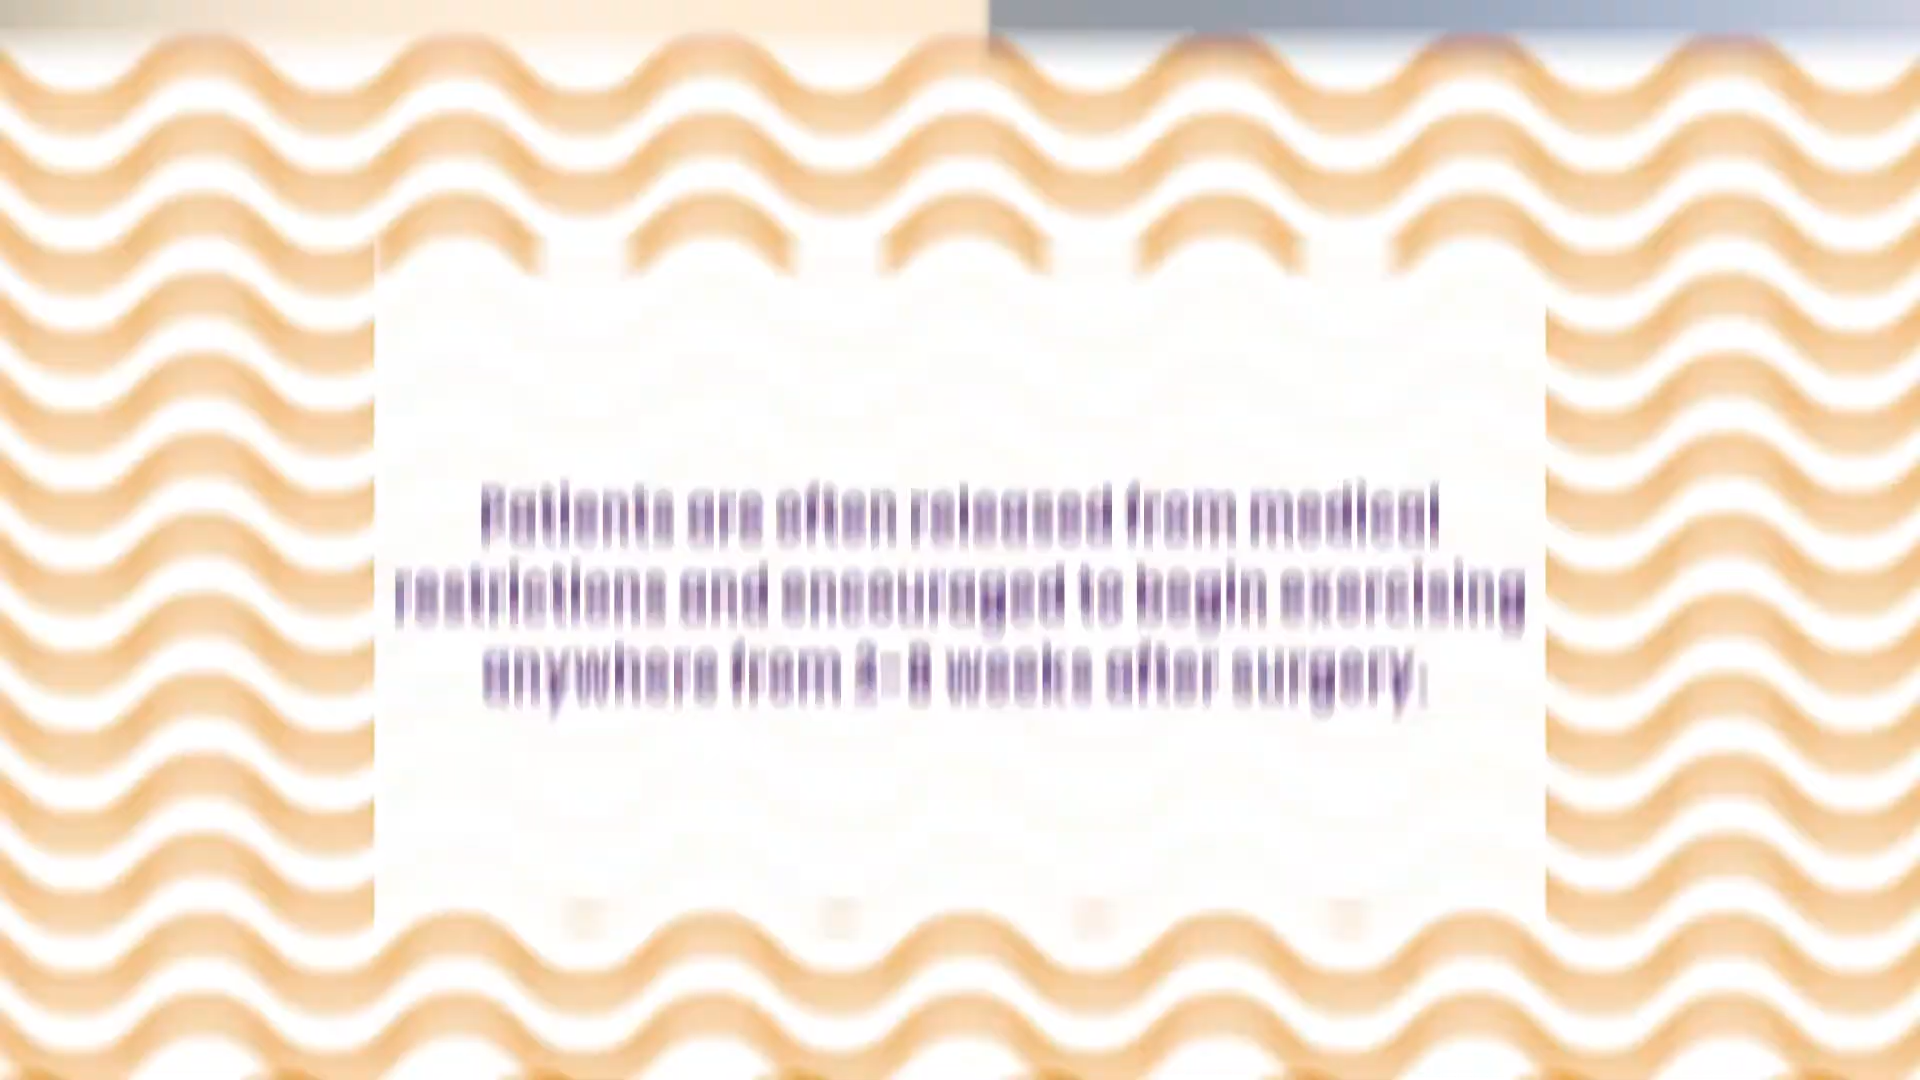 Patients are often released from medical
restrictions and encouraged to begin exercising
anywhere from weeks after surgery.